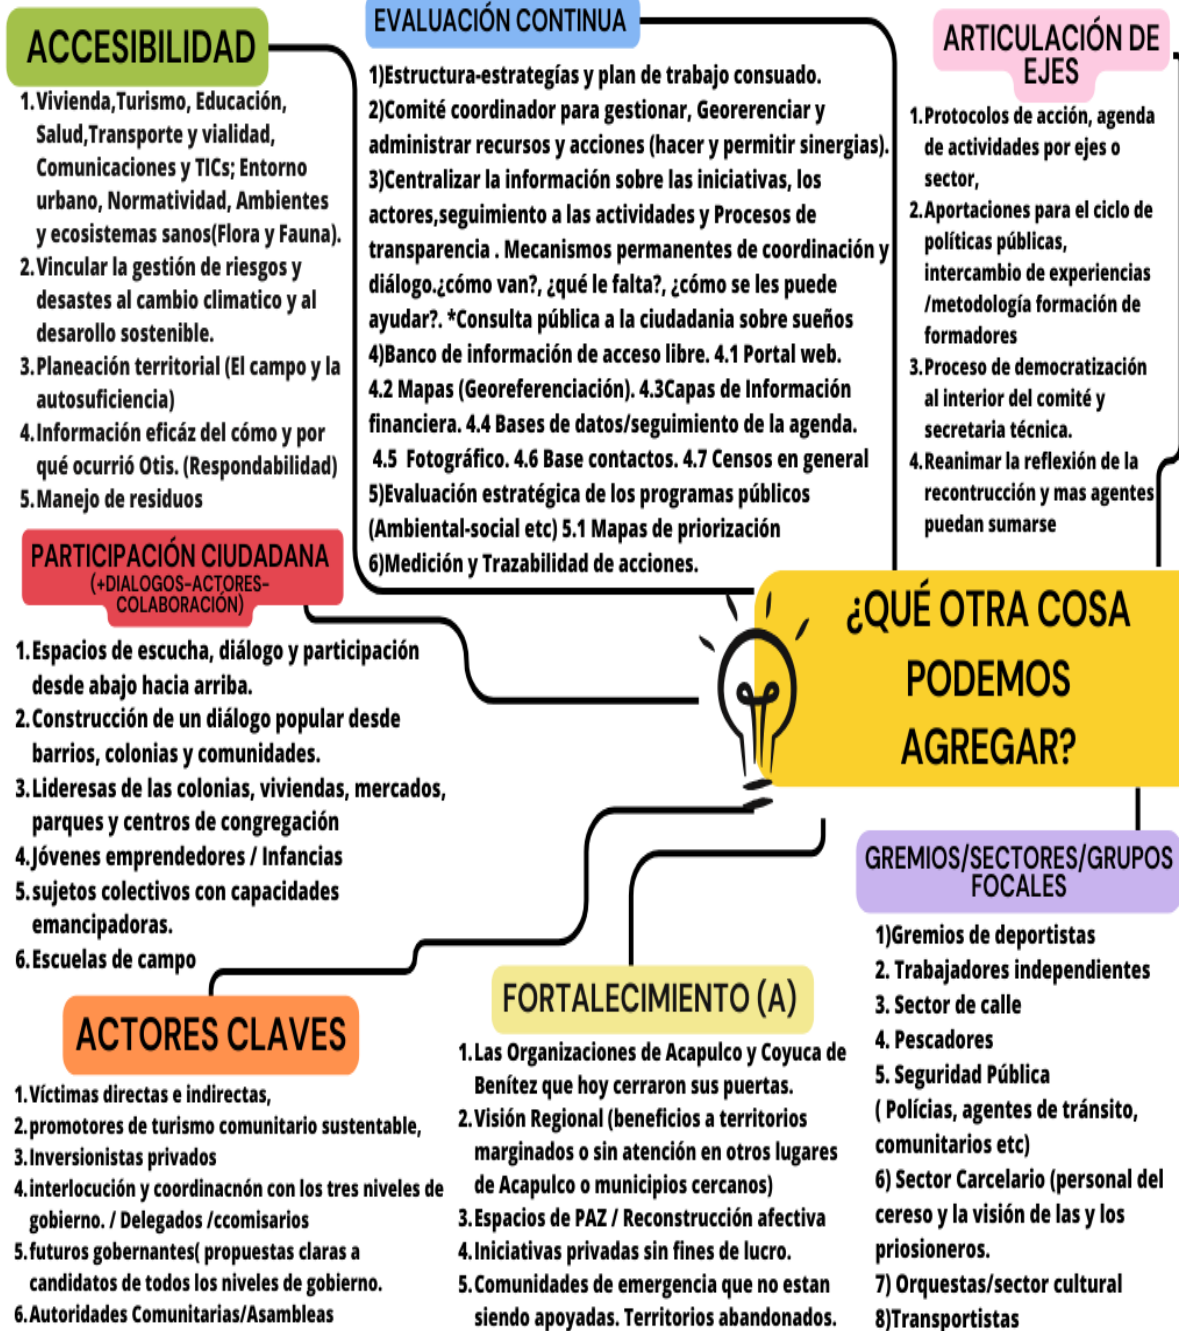 ACCESIBILIDAD
1.Vivienda,Turismo, Educación,
Salud,Transporte y vialidad,
Comunicaciones y TICs; Entorno
urbano, Normatividad, Ambientes
y ecosistemas sanos(Flora y Fauna).
2.Vincular la gestión de riesgos y
desastes al cambio climatico y al
desarollo sostenible.
3.Planeación territorial (El campo y la
autosuficiencia)
4.Información eficáz del cómo y por
qué ocurrió Otis. (Respondabilidad)
5.Manejo de residuos
EVALUACIÓN CONTINUA
1)Estructura-estrategías y plan de trabajo consuado.
2)Comité coordinador para gestionar, Georerenciar y
administrar recursos y acciones (hacer y permitir sinergias).
3)Centralizar la información sobre las iniciativas, los
actores,seguimiento a las actividades y Procesos de
transparencia . Mecanismos permanentes de coordinación y
diálogo.¿cómo van?, ¿qué le falta?, ¿cómo se les puede
ayudar?. *Consulta pública a la ciudadania sobre sueños
4)Banco de información de acceso libre. 4.1 Portal web.
4.2 Mapas (Georeferenciación). 4.3Capas de Información
financiera. 4.4 Bases de datos/seguimiento de la agenda.
4.5 Fotográfico. 4.6 Base contactos. 4.7 Censos en general
5)Evaluación estratégica de los programas públicos
(Ambiental-social etc) 5.1 Mapas de priorización
6)Medición y Trazabilidad de acciones.
ARTICULACIÓN DE
EJES
1.Protocolos de acción, agenda
de actividades por ejes o
sector,
2.Aportaciones para el ciclo de
políticas públicas,
intercambio de experiencias
/metodología formación de
formadores
3.Proceso de democratización
al interior del comité y
secretaria técnica.
4.Reanimar la reflexión de la
recontrucción y mas agentes
puedan sumarse
PARTICIPACIÓN CIUDADANA
(+DIALOGOS-ACTORES-
COLABORACIÓN)
1.Espacios de escucha, diálogo y participación
desde abajo hacia arriba.
2.Construcción de un diálogo popular desde
barrios, colonias y comunidades.
3.Lideresas de las colonias, viviendas, mercados,
parques y centros de congregación
4.Jóvenes emprendedores / Infancias
5.sujetos colectivos con capacidades
emancipadoras.
6.Escuelas de campo
¿QUÉ OTRA COSA
PODEMOS
AGREGAR?
ACTORES CLAVES
1.Víctimas directas e indirectas,
2.promotores de turismo comunitario sustentable,
3.Inversionistas privados
4.interlocución y coordinacnón con los tres niveles de
gobierno. / Delegados /ccomisarios
5.futuros gobernantes( propuestas claras a
candidatos de todos los niveles de gobierno.
6.Autoridades Comunitarias/Asambleas
FORTALECIMIENTO (A)
1.Las Organizaciones de Acapulco y Coyuca de
Benítez que hoy cerraron sus puertas.
2.Visión Regional (beneficios a territorios
marginados o sin atención en otros lugares
de Acapulco o municipios cercanos)
3.Espacios de PAZ / Reconstrucción afectiva
4.Iniciativas privadas sin fines de lucro.
5.Comunidades de emergencia que no estan
siendo apoyadas. Territorios abandonados.
GREMIOS/SECTORES/GRUPOS
FOCALES
1)Gremios de deportistas
2. Trabajadores independientes
3. Sector de calle
4. Pescadores
5. Seguridad Pública
( Polícias, agentes de tránsito,
comunitarios etc)
6) Sector Carcelario (personal del
cereso y la visión de las y los
priosioneros.
7) Orquestas/sector cultural
8)Transportistas